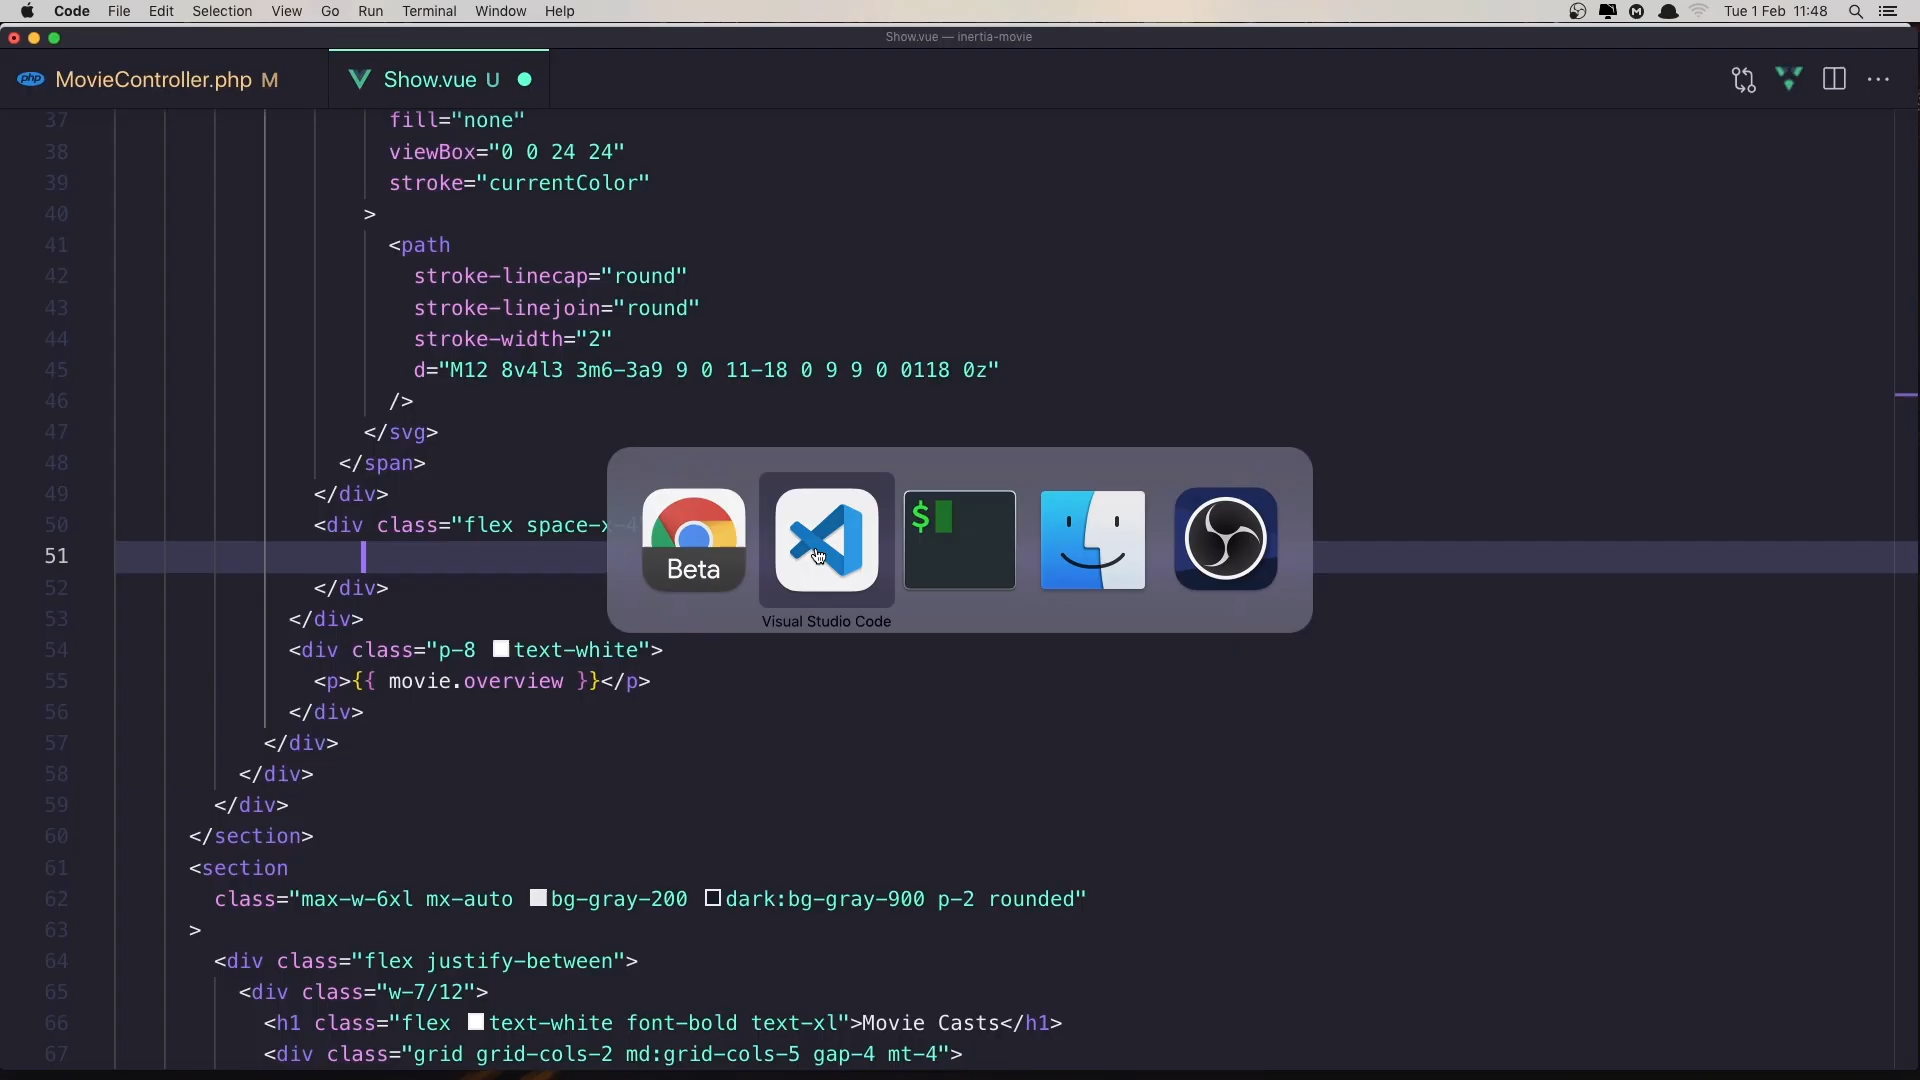 Code File Edit Selection View Go Run Terminal Window Help Tue 1 Feb 11:48
Show.vue — inertia-movie
php MovieController.php M Show.vue U
37 fill="none"
38 viewBox="0 0 24 24"
39 stroke="currentColor"
40 >
41 <path
42 stroke-linecap="round"
43 stroke-linejoin="round"
44 stroke-width="2"
45 d="M12 8v4l3 3m6-3a9 9 0 11-18 0 9 9 0 0118 0z"
46 />
47 </svg>
48 </span>
49 </div>
50 <div class="flex space-x-4
51
52 </div>
53 </div>
54 <div class="p-8 text-white">
55 <p>{{ movie.overview }}</p>
56 </div>
57 </div>
58 </div>
59 </div>
60 </section>
61 <section
62 class="max-w-6xl mx-auto bg-gray-200 dark:bg-gray-900 p-2 rounded"
63 >
64 <div class="flex justify-between">
65 <div class="w-7/12">
66 <h1 class="flex text-white font-bold text-xl">Movie Casts</h1>
67 <div class="grid grid-cols-2 md:grid-cols-5 gap-4 mt-4">
Beta
$
Visual Studio Code